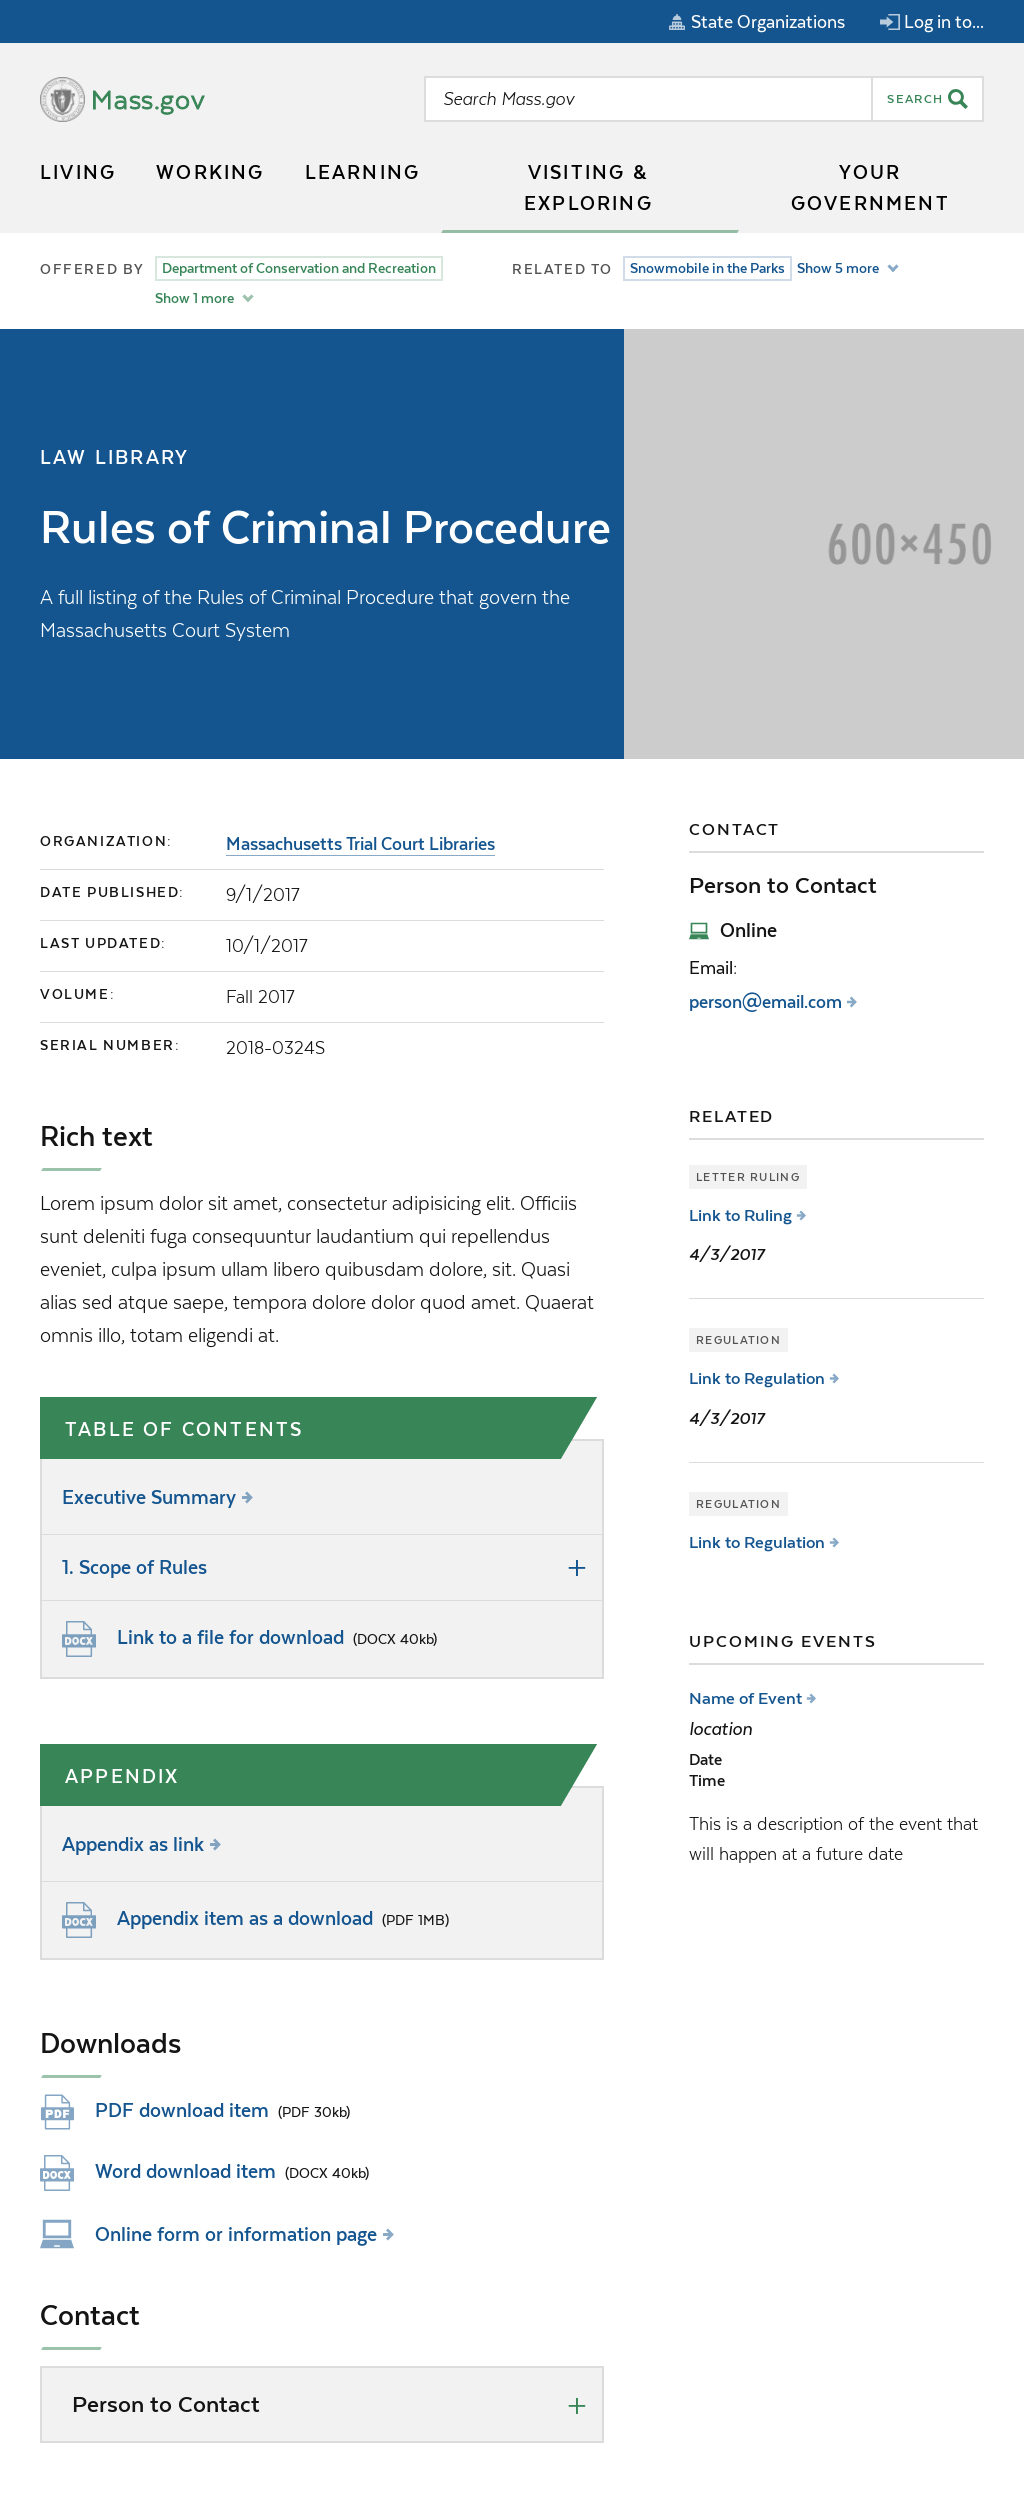 State Organizations
Log in to...
Mass.gov
Search Mass.gov
SEARCH
LIVING
WORKING
LEARNING
VISITING &
EXPLORING
YOUR
GOVERNMENT
OFFERED BY
Department of Conservation and Recreation
Show 1 more
RELATED TO
Snowmobile in the Parks
Show 5 more
LAW LIBRARY
Rules of Criminal Procedure
A full listing of the Rules of Criminal Procedure that govern the
Massachusetts Court System
600×450
ORGANIZATION: Massachusetts Trial Court Libraries
DATE PUBLISHED: 9/1/2017
LAST UPDATED: 10/1/2017
VOLUME: Fall 2017
SERIAL NUMBER: 2018-0324S
Rich text
Lorem ipsum dolor sit amet, consectetur adipisicing elit. Officiis
sunt deleniti fuga consequuntur laudantium qui repellendus
eveniet, culpa ipsum ullam libero quibusdam dolore, sit. Quasi
alias sed atque saepe, tempora dolore dolor quod amet. Quaerat
omnis illo, totam eligendi at.
TABLE OF CONTENTS
Executive Summary
1. Scope of Rules
DOCX Link to a file for download (DOCX 40kb)
APPENDIX
Appendix as link
DOCX Appendix item as a download (PDF 1MB)
Downloads
PDF PDF download item (PDF 30kb)
DOCX Word download item (DOCX 40kb)
Online form or information page
Contact
Person to Contact
CONTACT
Person to Contact
Online
Email:
person@email.com
RELATED
LETTER RULING
Link to Ruling
4/3/2017
REGULATION
Link to Regulation
4/3/2017
REGULATION
Link to Regulation
UPCOMING EVENTS
Name of Event
location
Date
Time
This is a description of the event that
will happen at a future date